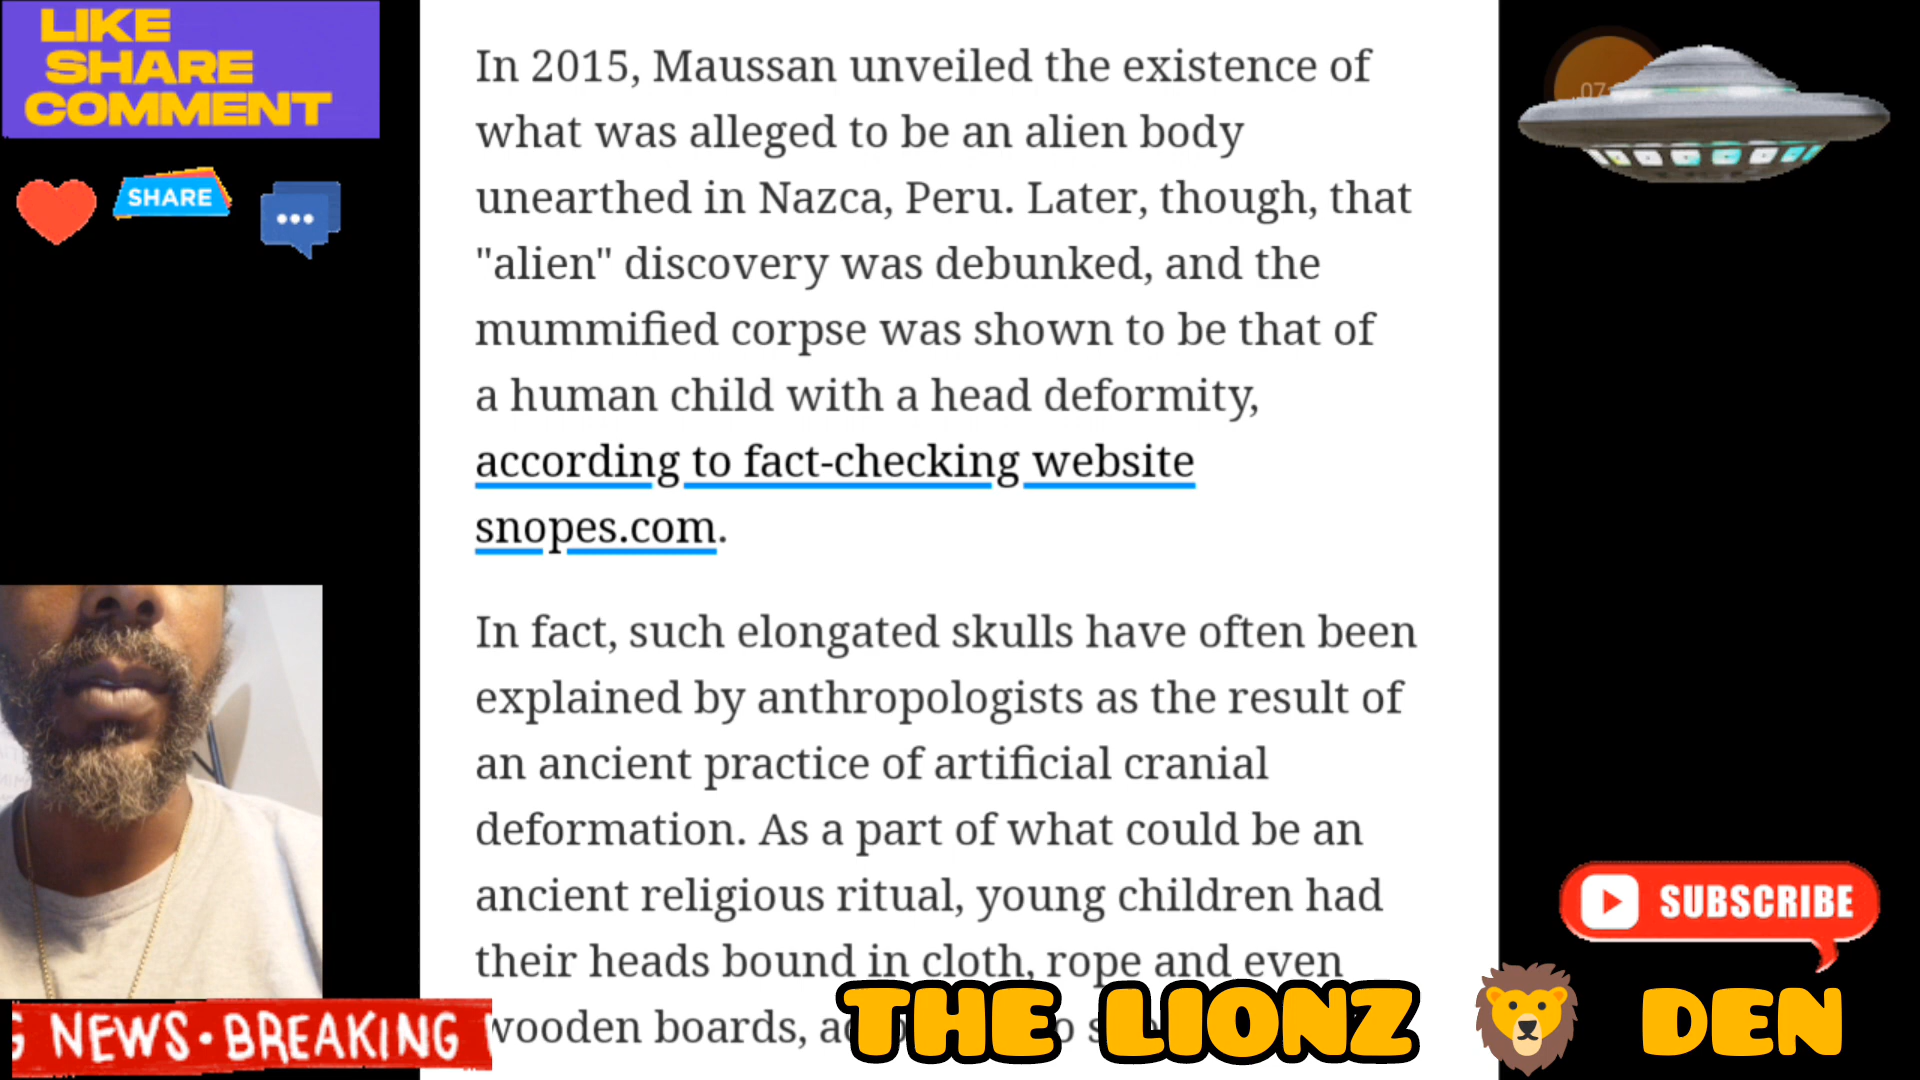 LIKE
SHARE
COMMENT
SHARE
In 2015, Maussan unveiled the existence of
what was alleged to be an alien body
unearthed in Nazca, Peru. Later, though, that
"alien" discovery was debunked, and the
mummified corpse was shown to be that of
a human child with a head deformity,
according to fact-checking website
snopes.com.
In fact, such elongated skulls have often been
explained by anthropologists as the result of
an ancient practice of artificial cranial
deformation. As a part of what could be an
ancient religious ritual, young children had
their heads bound in cloth, rope and even
wooden boards,
07
SUBSCRIBE
NEWS • BREAKING
THE LIONZ DEN